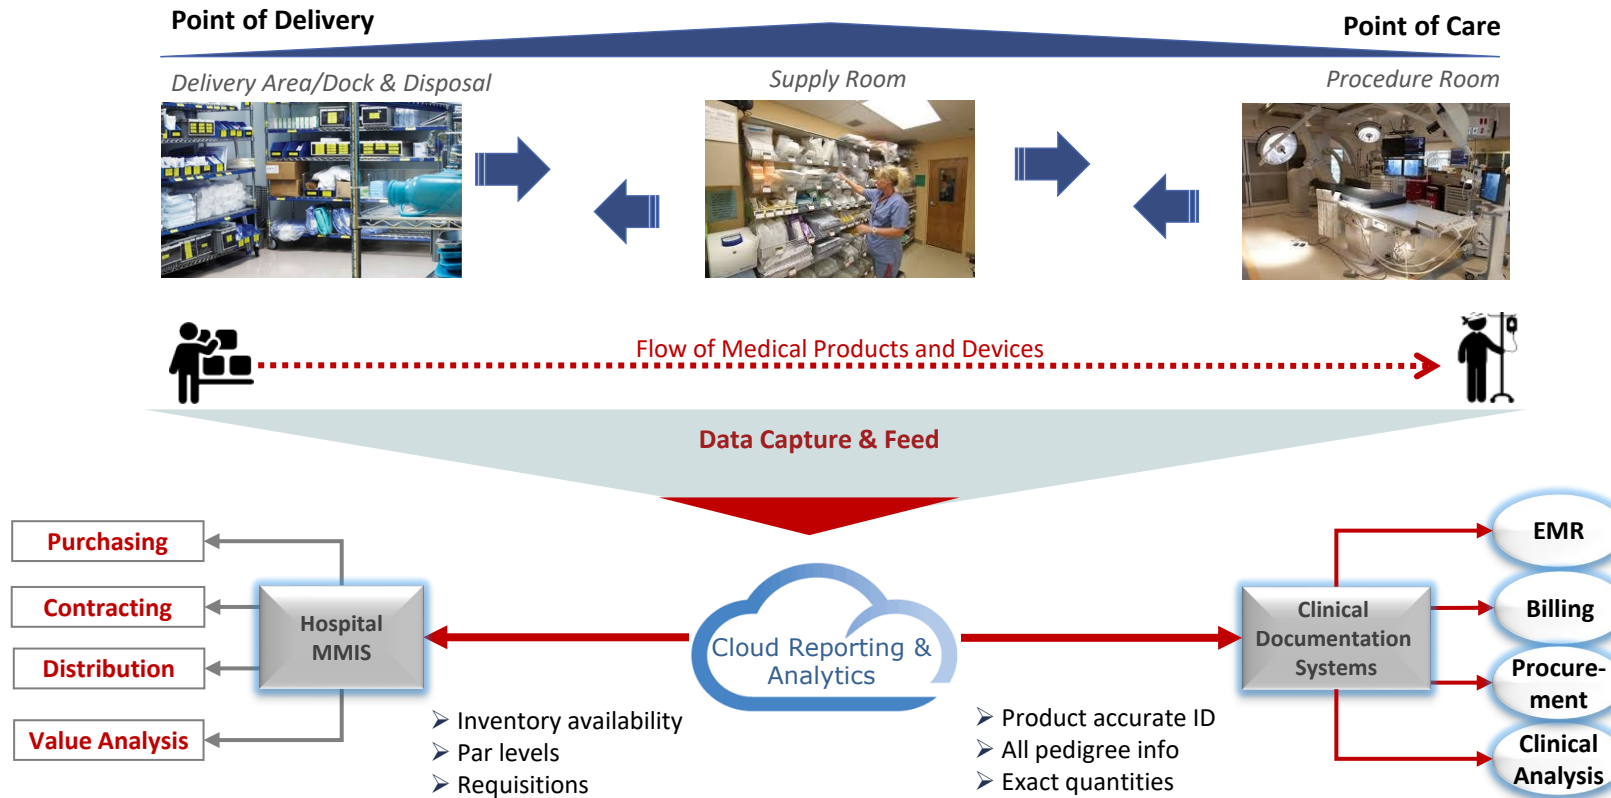 Point of Delivery
Point of Care
Delivery Area/Dock & Disposal
Supply Room
Procedure Room
Flow of Medical Products and Devices
Data Capture & Feed
Purchasing
Contracting
Distribution
Value Analysis
Hospital
MMIS
Cloud Reporting &
Analytics
Clinical
Documentation
Systems
EMR
Billing
Procure-
ment
Clinical
Analysis
➢ Inventory availability
➢ Par levels
➢ Requisitions
➢ Product accurate ID
➢ All pedigree info
➢ Exact quantities